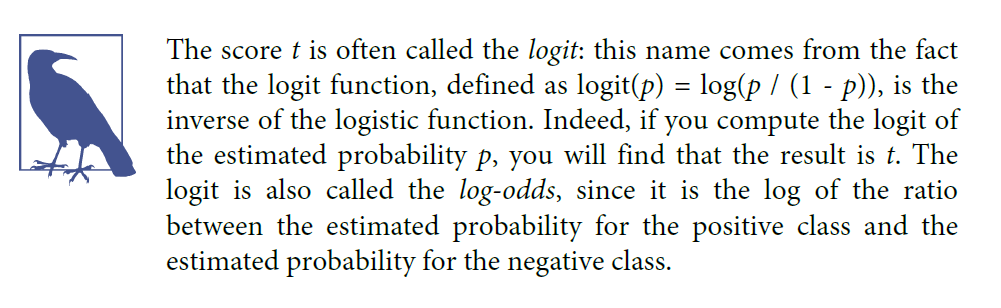 The score t is often called the logit: this name comes from the fact
that the logit function, defined as logit(p) = log(p / (1 - p)), is the
inverse of the logistic function. Indeed, if you compute the logit of
the estimated probability p, you will find that the result is t. The
logit is also called the log-odds, since it is the log of the ratio
between the estimated probability for the positive class and the
estimated probability for the negative class.